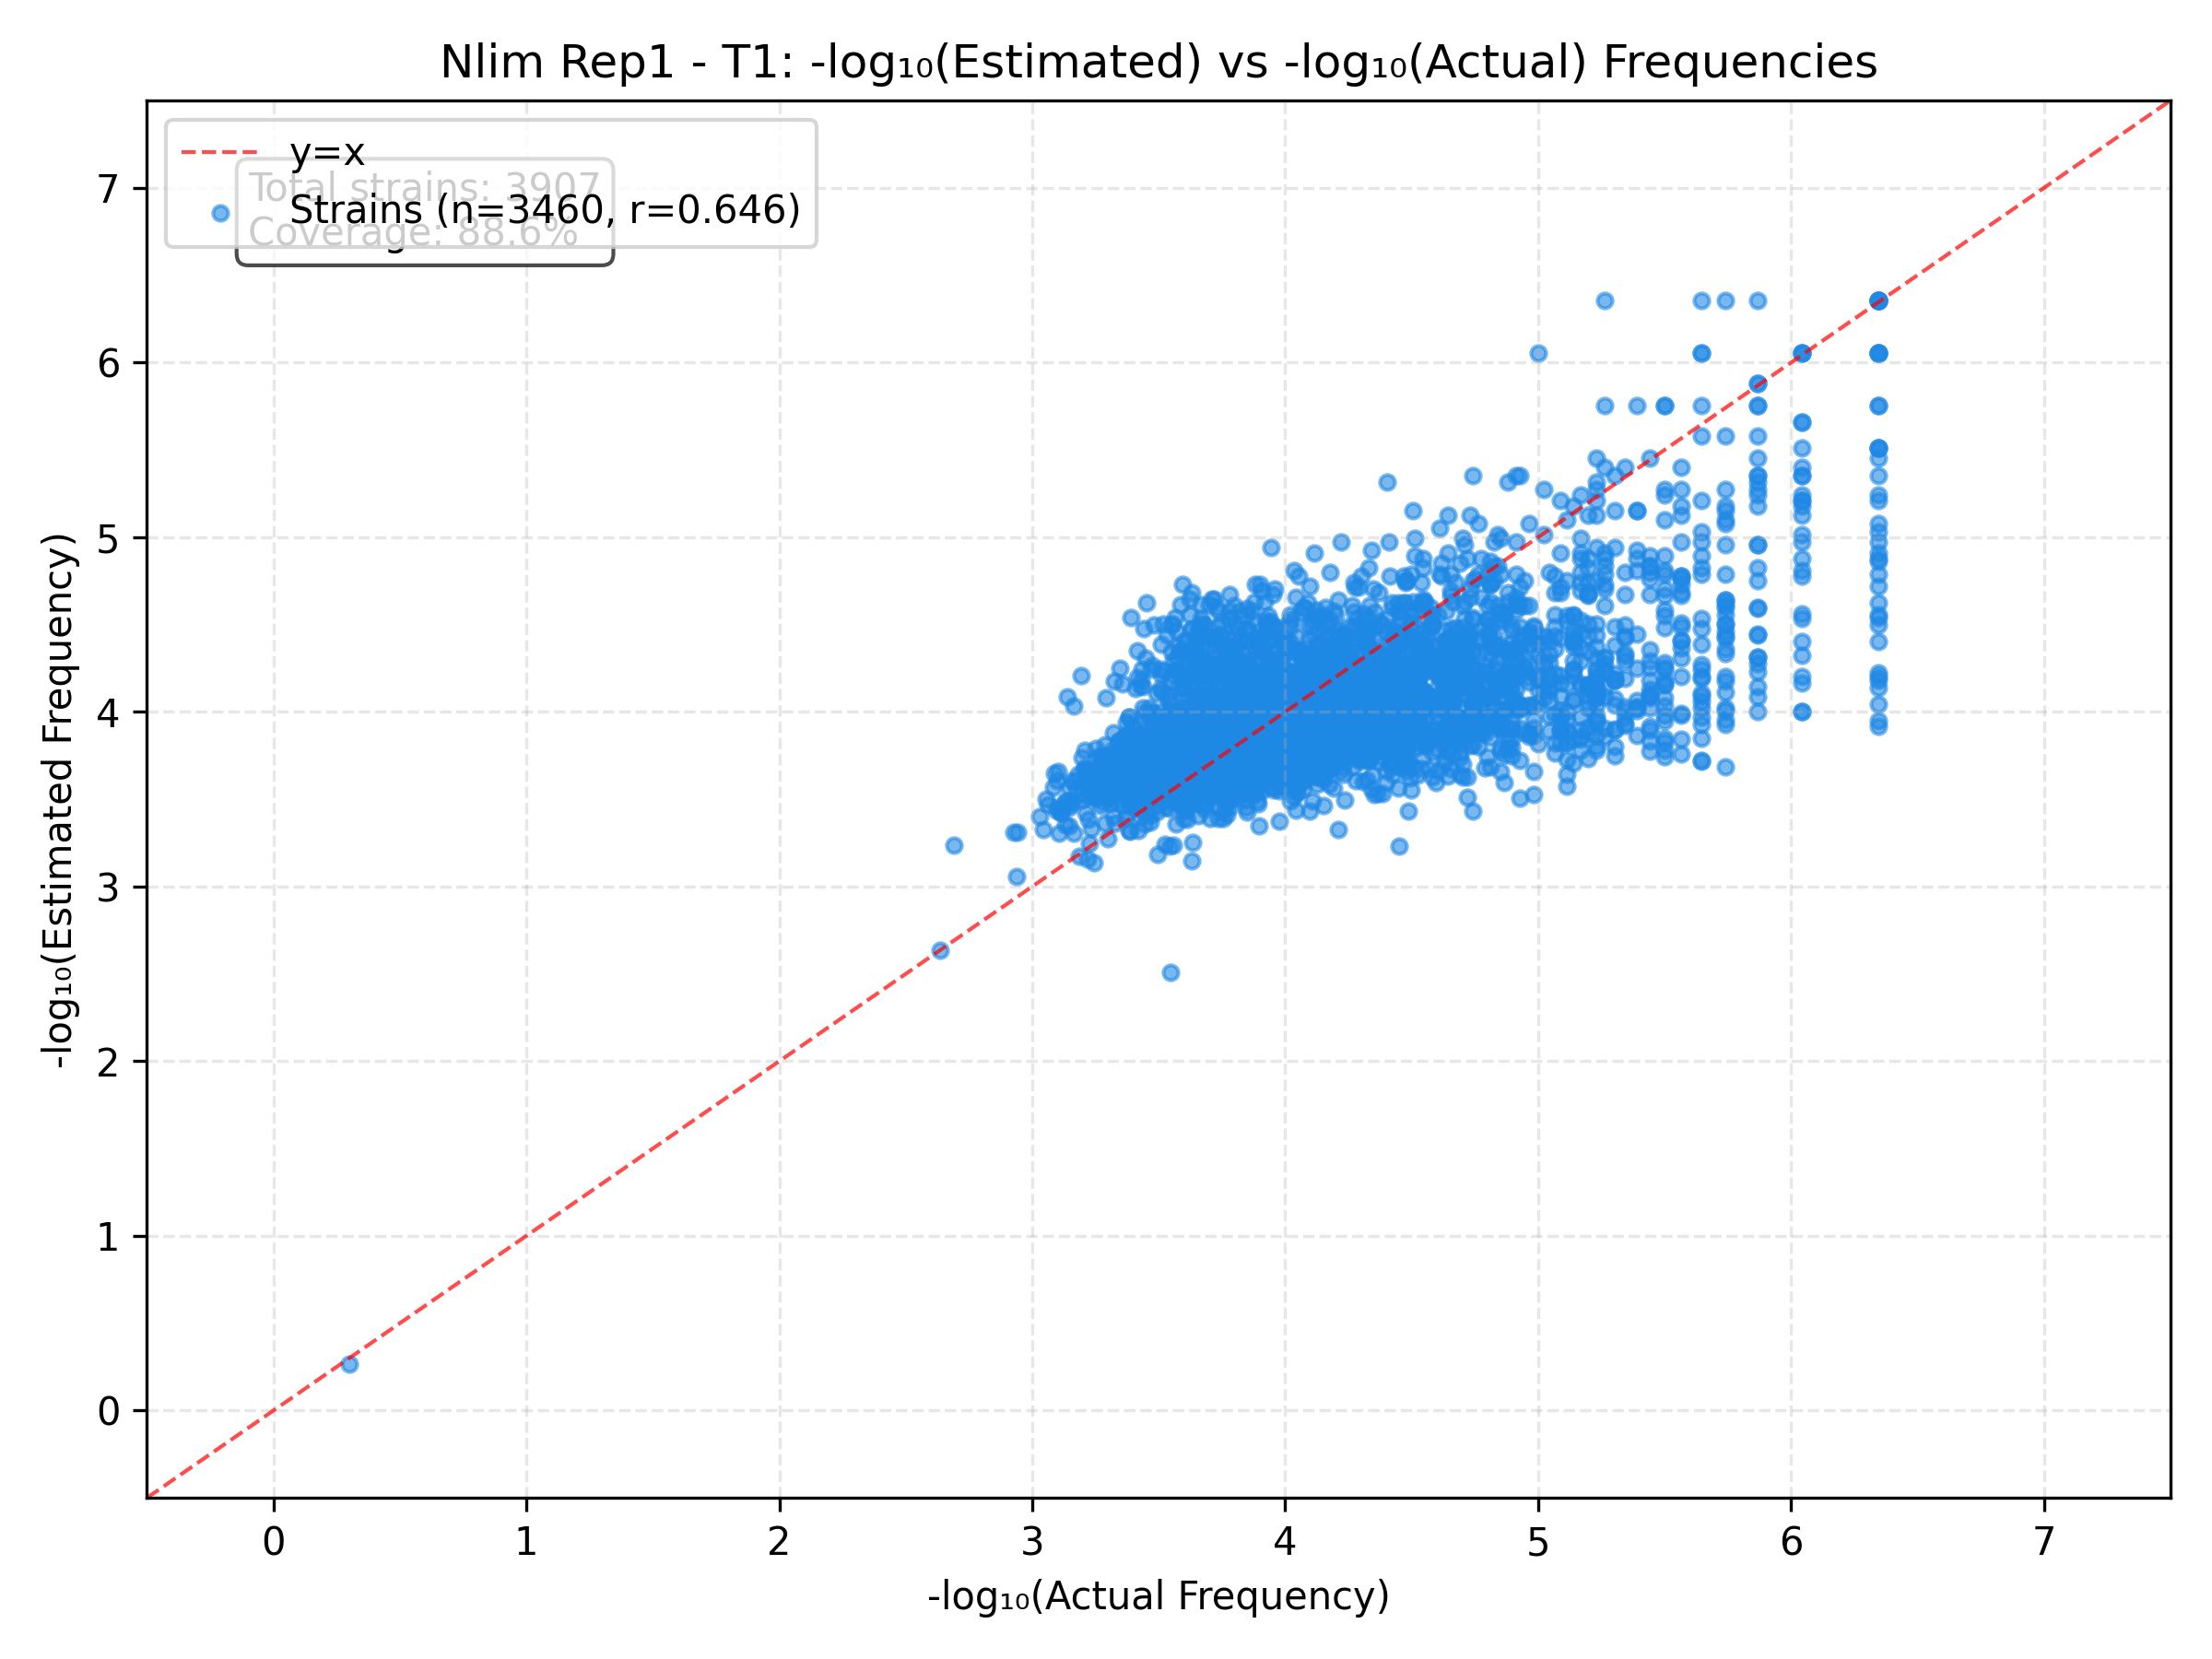 Nlim Rep1 - T1: -log₁₀(Estimated) vs -log₁₀(Actual) Frequencies
y=x
Total strains: 3907
Strains (n=3460, r=0.646)
Coverage: 88.6%
-log₁₀(Estimated Frequency)
7
6
5
4
3
2
1
0
0 1 2 3 4 5 6 7
-log₁₀(Actual Frequency)